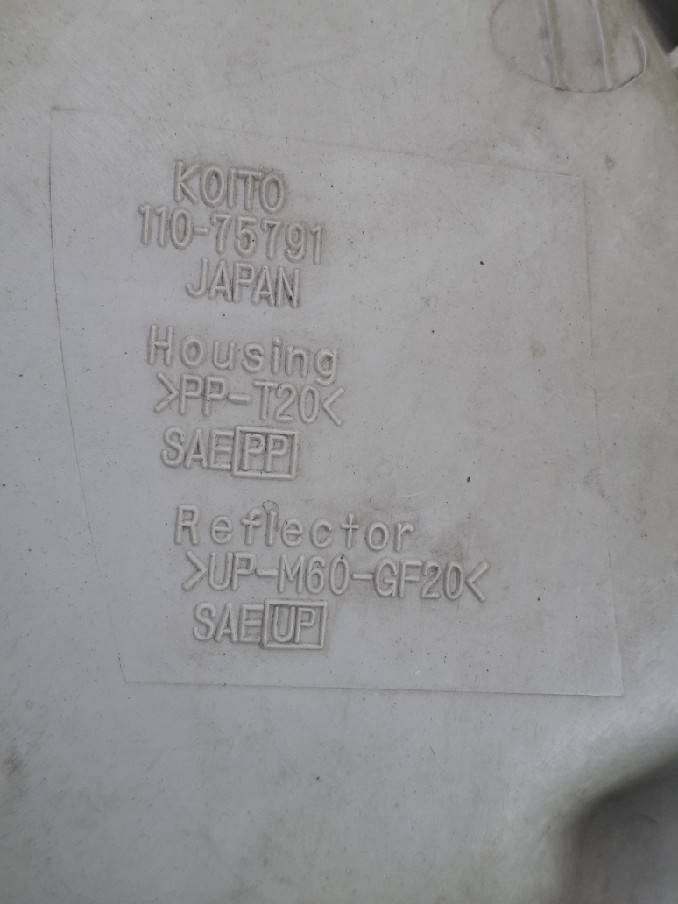 KOITO
110-75791
JAPAN
Housing
>PP-T20<
SAE PP
Reflector
>UP-M60-GF20<
SAE UP